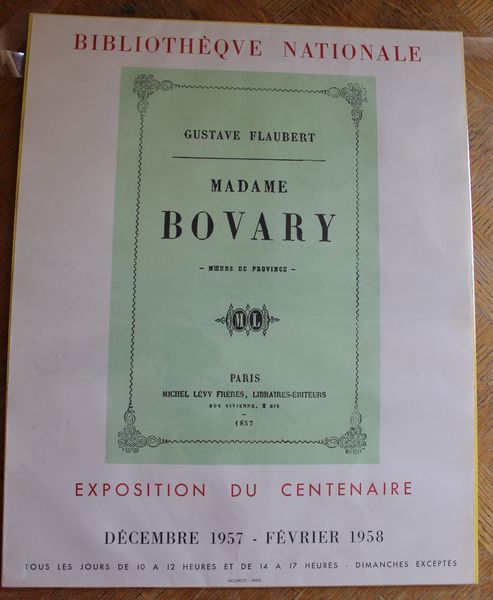 BIBLIOTHÈQVE NATIONALE
GUSTAVE FLAUBERT
MADAME
BOVARY
– MŒURS DE PROVINCE –
ML
PARIS
MICHEL LÉVY FRÈRES, LIBRAIRES-ÉDITEURS
RUE VIVIENNE, 2 BIS
–
1857
EXPOSITION DU CENTENAIRE
DÉCEMBRE 1957 - FÉVRIER 1958
TOUS LES JOURS DE 10 A 12 HEURES ET DE 14 A 17 HEURES - DIMANCHES EXCEPTÉS
MOURLOT - PARIS